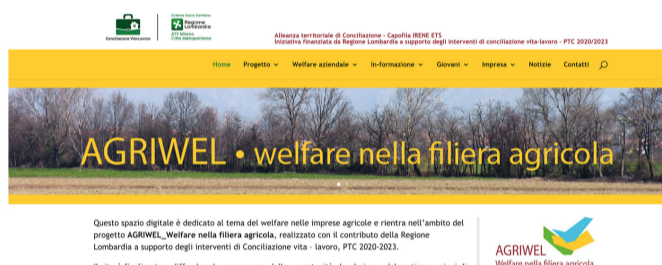 Sistema Socio Sanitario
Regione
Lombardia
ATS Milano
Città Metropolitana
Conciliazione Vita-Lavoro
Alleanza territoriale di Conciliazione - Capofila IRENE ETS
Iniziativa finanziata da Regione Lombardia a supporto degli interventi di conciliazione vita-lavoro - PTC 2020/2023
Home Progetto Welfare aziendale In-formazione Giovani Impresa Notizie Contatti
AGRIWEL • welfare nella filiera agricola
Questo spazio digitale è dedicato al tema del welfare nelle imprese agricole e rientra nell'ambito del
progetto AGRIWEL_Welfare nella filiera agricola, realizzato con il contributo della Regione
Lombardia a supporto degli interventi di Conciliazione vita - lavoro, PTC 2020-2023.
AGRIWEL
Welfare nella filiera agricola